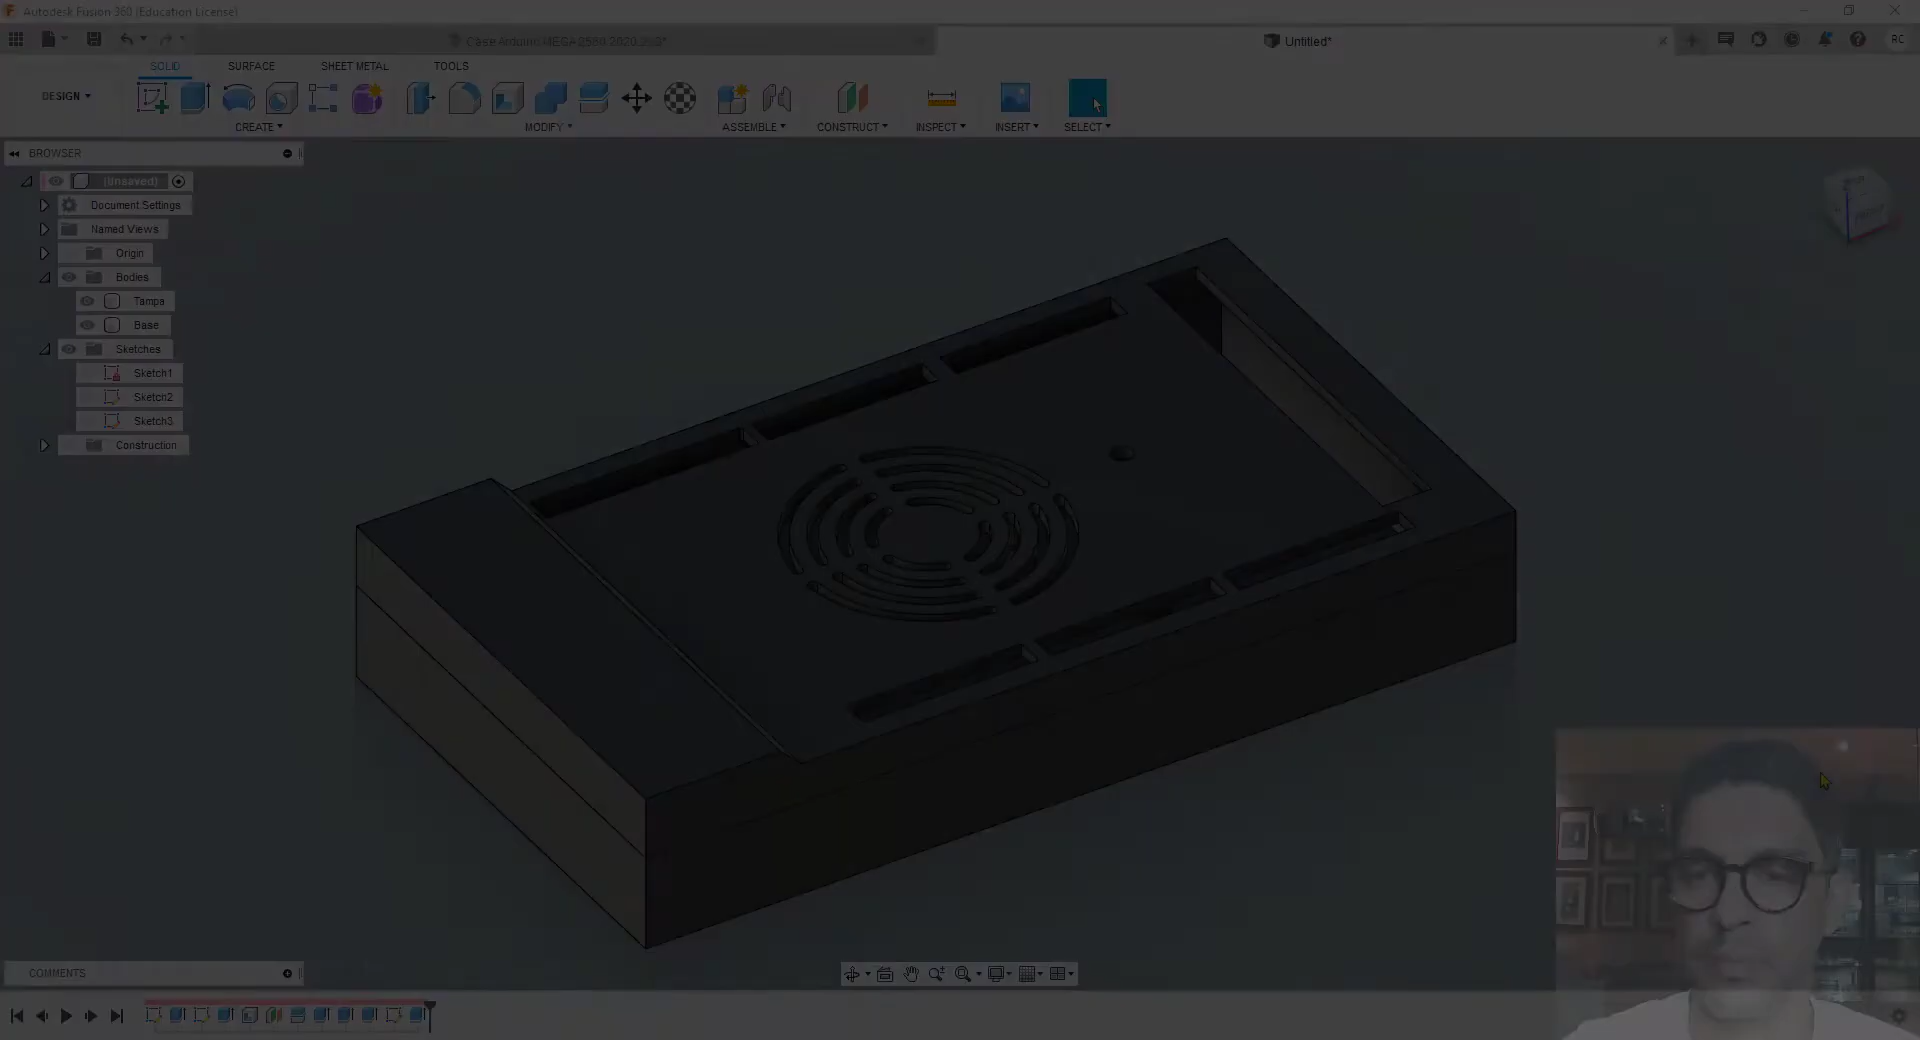 Autodesk Fusion 360 (Education License)
Untitled*
RC
SOLID
SURFACE
SHEET METAL
TOOLS
DESIGN
CREATE
MODIFY
ASSEMBLE
CONSTRUCT
INSPECT
INSERT
SELECT
BROWSER
(Unsaved)
Document Settings
Named Views
Origin
Bodies
Tampa
Base
Sketches
Sketch1
Sketch2
Sketch3
Construction
COMMENTS